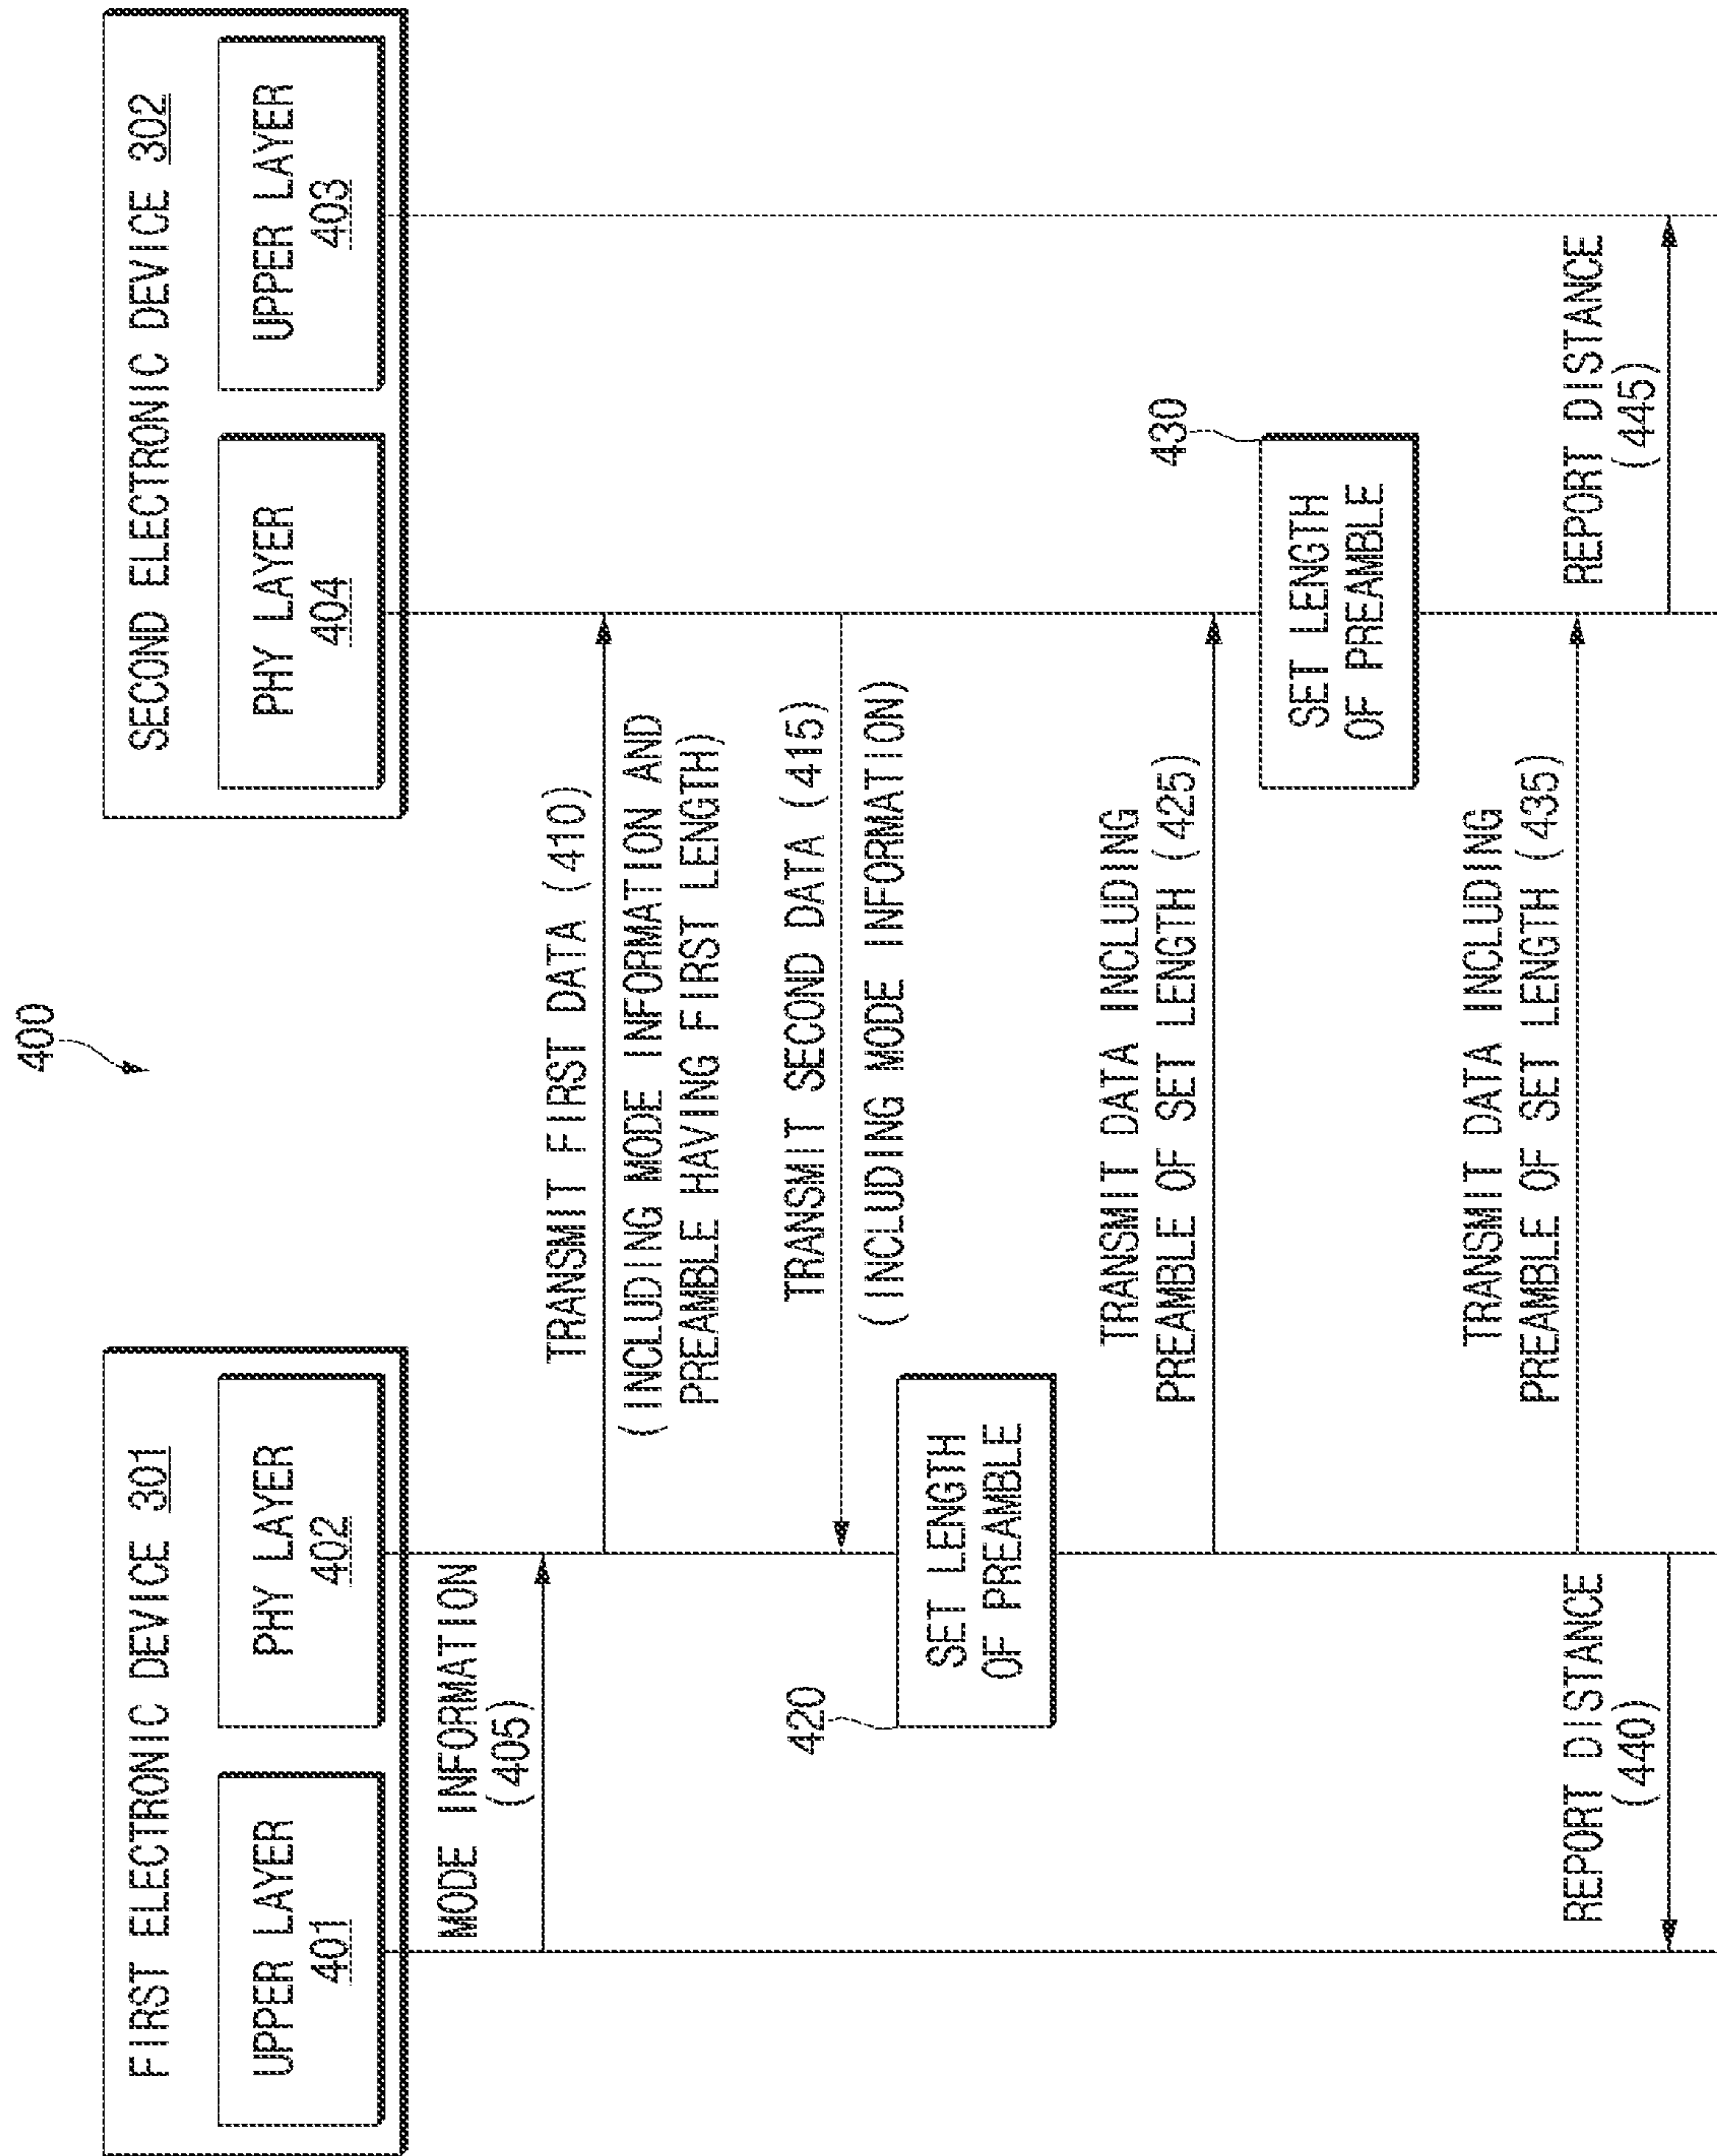 400
FIRST ELECTRONIC DEVICE 301
UPPER LAYER
401
PHY LAYER
402
SECOND ELECTRONIC DEVICE 302
PHY LAYER
404
UPPER LAYER
403
MODE INFORMATION
(405)
TRANSMIT FIRST DATA (410)
(INCLUDING MODE INFORMATION AND
PREAMBLE HAVING FIRST LENGTH)
TRANSMIT SECOND DATA (415)
(INCLUDING MODE INFORMATION)
420
SET LENGTH
OF PREAMBLE
TRANSMIT DATA INCLUDING
PREAMBLE OF SET LENGTH (425)
430
SET LENGTH
OF PREAMBLE
TRANSMIT DATA INCLUDING
PREAMBLE OF SET LENGTH (435)
REPORT DISTANCE
(440)
REPORT DISTANCE
(445)